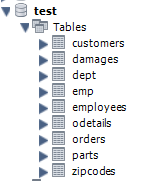 test
Tables
customers
damages
dept
emp
employees
odetails
orders
parts
zipcodes